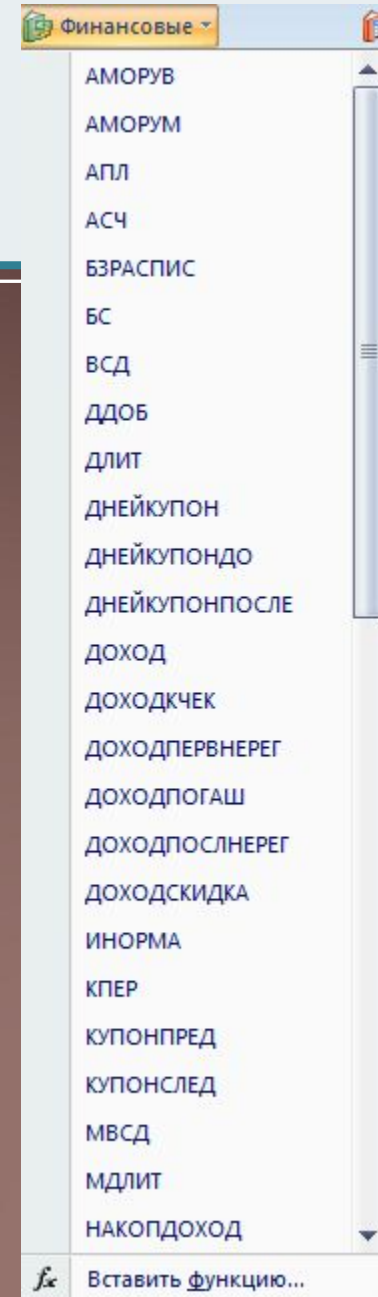 Финансовые
АМОРУВ
АМОРУМ
АПЛ
АСЧ
БЗРАСПИС
БС
ВСД
ДДОБ
ДЛИТ
ДНЕЙКУПОН
ДНЕЙКУПОНДО
ДНЕЙКУПОНПОСЛЕ
ДОХОД
ДОХОДКЧЕК
ДОХОДПЕРВНЕРЕГ
ДОХОДПОГАШ
ДОХОДПОСЛНЕРЕГ
ДОХОДСКИДКА
ИНОРМА
КПЕР
КУПОНПРЕД
КУПОНСЛЕД
МВСД
МДЛИТ
НАКОПДОХОД
fx Вставить функцию...